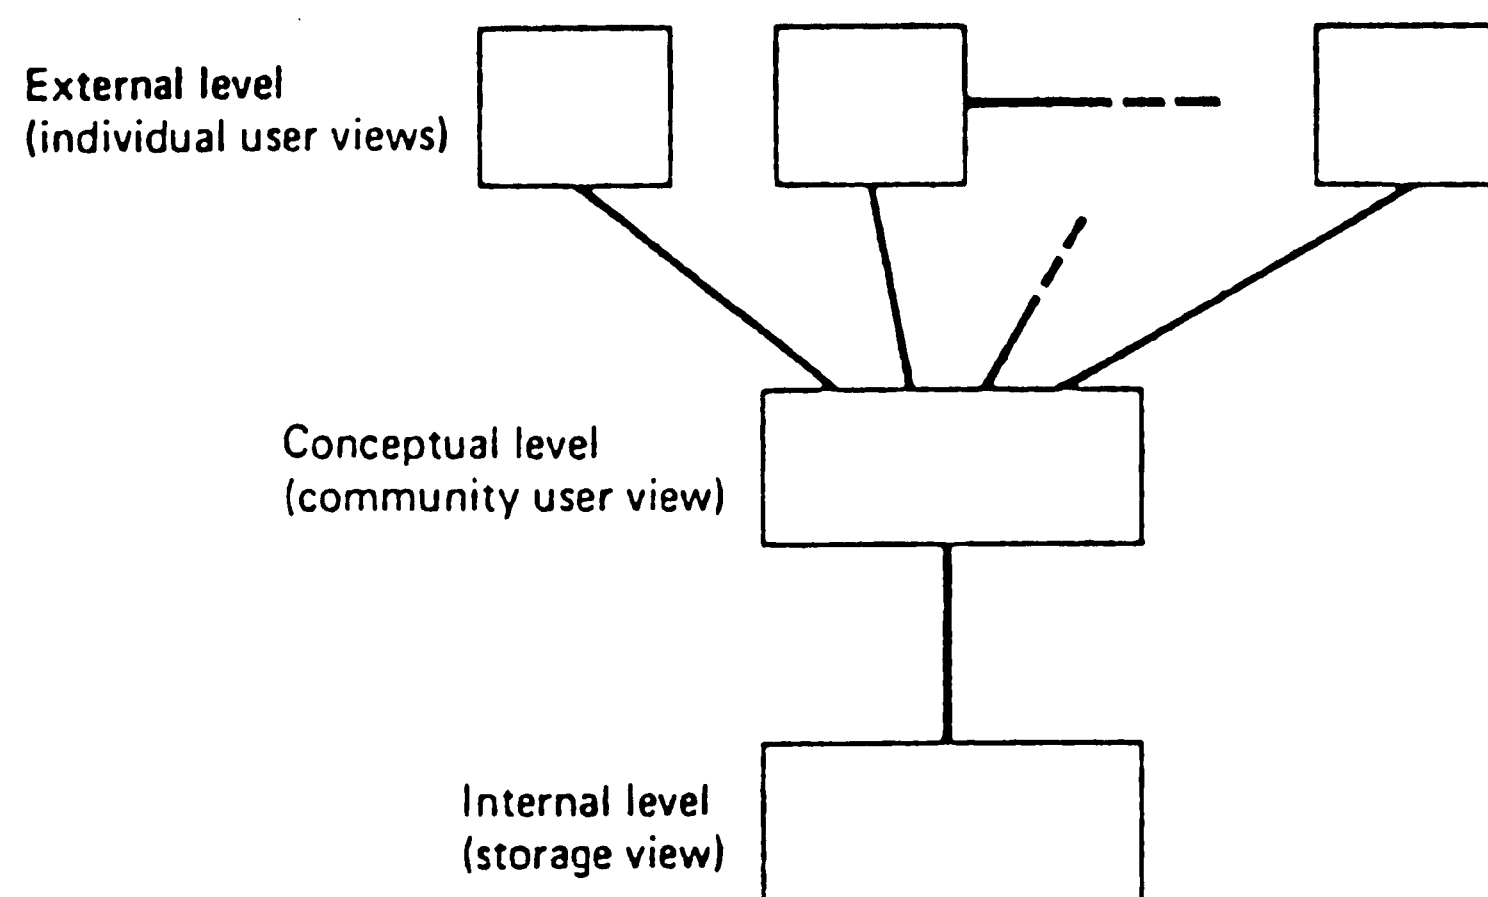 External level
(individual user views)
Conceptual level
(community user view)
Internal level
(storage view)